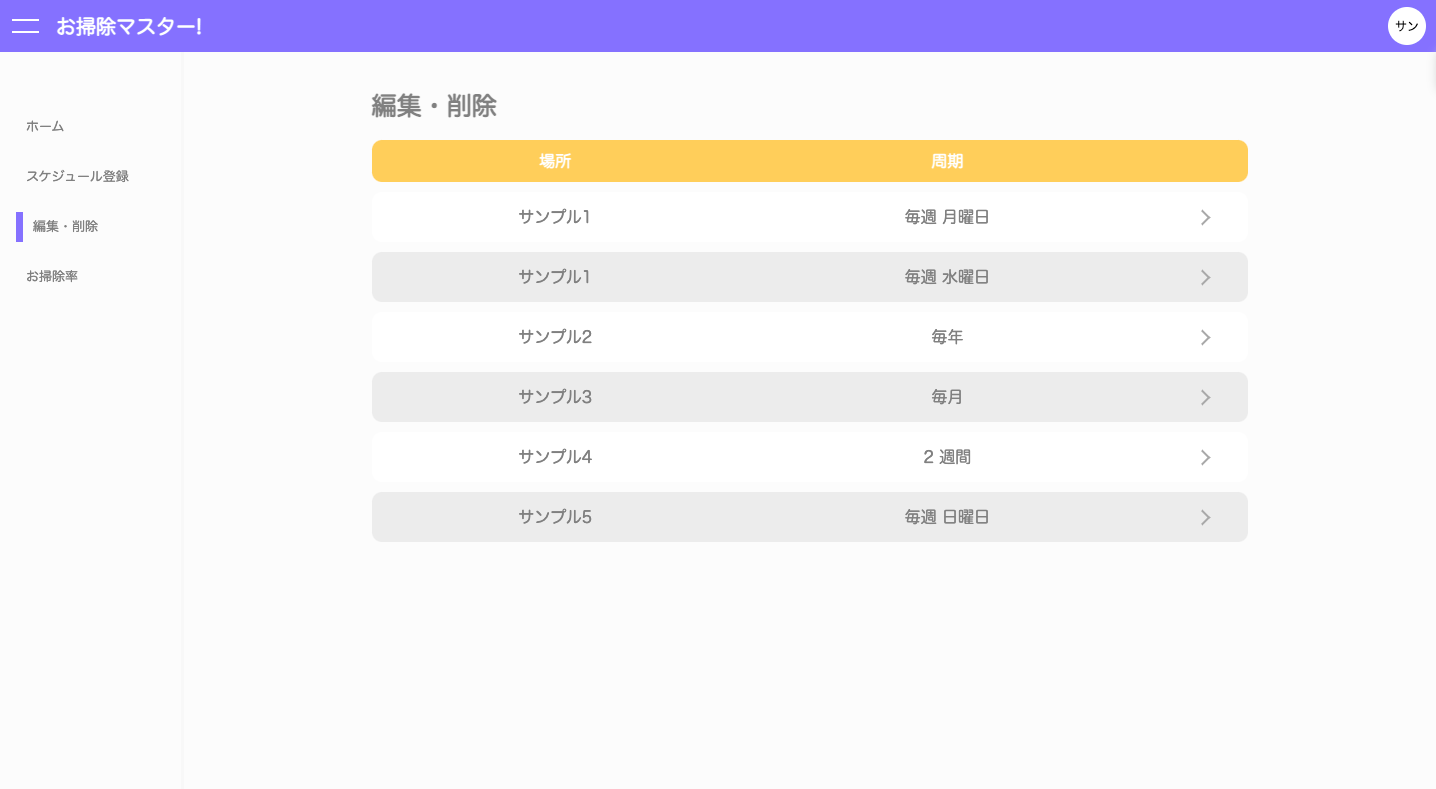 お掃除マスター!
サン
ホーム
スケジュール登録
編集・削除
お掃除率
編集・削除
場所 周期
サンプル1 毎週 月曜日
サンプル1 毎週 水曜日
サンプル2 毎年
サンプル3 毎月
サンプル4 2 週間
サンプル5 毎週 日曜日